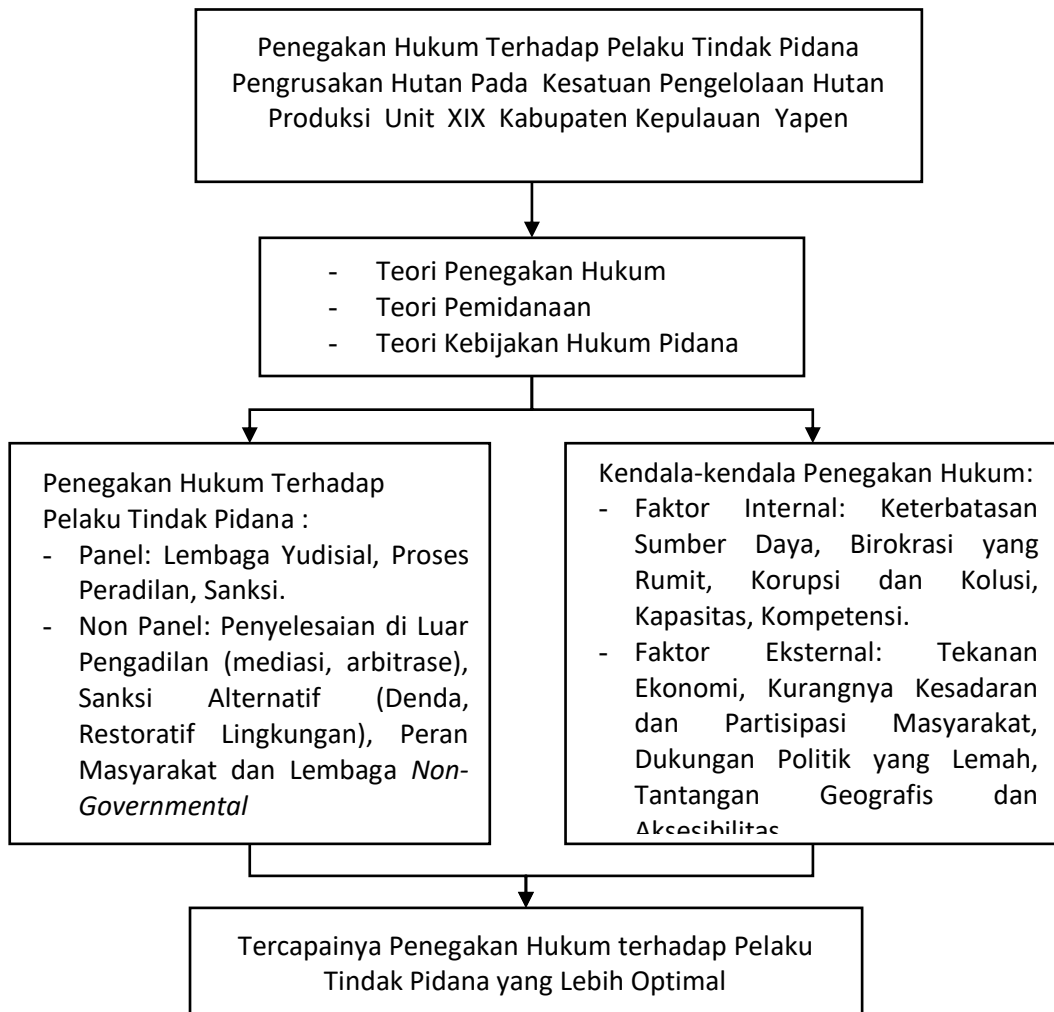 Penegakan Hukum Terhadap Pelaku Tindak Pidana
Pengrusakan Hutan Pada Kesatuan Pengelolaan Hutan
Produksi Unit XIX Kabupaten Kepulauan Yapen
- Teori Penegakan Hukum
- Teori Pemidanaan
- Teori Kebijakan Hukum Pidana
Penegakan Hukum Terhadap
Pelaku Tindak Pidana :
- Panel: Lembaga Yudisial, Proses
Peradilan, Sanksi.
- Non Panel: Penyelesaian di Luar
Pengadilan (mediasi, arbitrase),
Sanksi Alternatif (Denda,
Restoratif Lingkungan), Peran
Masyarakat dan Lembaga Non-
Governmental
Kendala-kendala Penegakan Hukum:
- Faktor Internal: Keterbatasan
Sumber Daya, Birokrasi yang
Rumit, Korupsi dan Kolusi,
Kapasitas, Kompetensi.
- Faktor Eksternal: Tekanan
Ekonomi, Kurangnya Kesadaran
dan Partisipasi Masyarakat,
Dukungan Politik yang Lemah,
Tantangan Geografis dan
Aksesibilitas
Tercapainya Penegakan Hukum terhadap Pelaku
Tindak Pidana yang Lebih Optimal